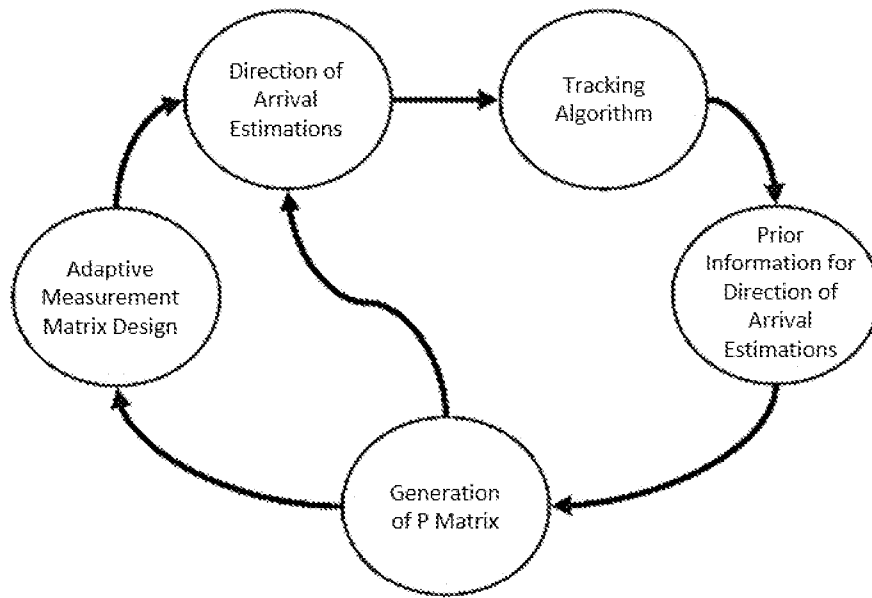 Direction of
Arrival
Estimations
Tracking
Algorithm
Prior
Information for
Direction of
Arrival
Estimations
Generation
of P Matrix
Adaptive
Measurement
Matrix Design